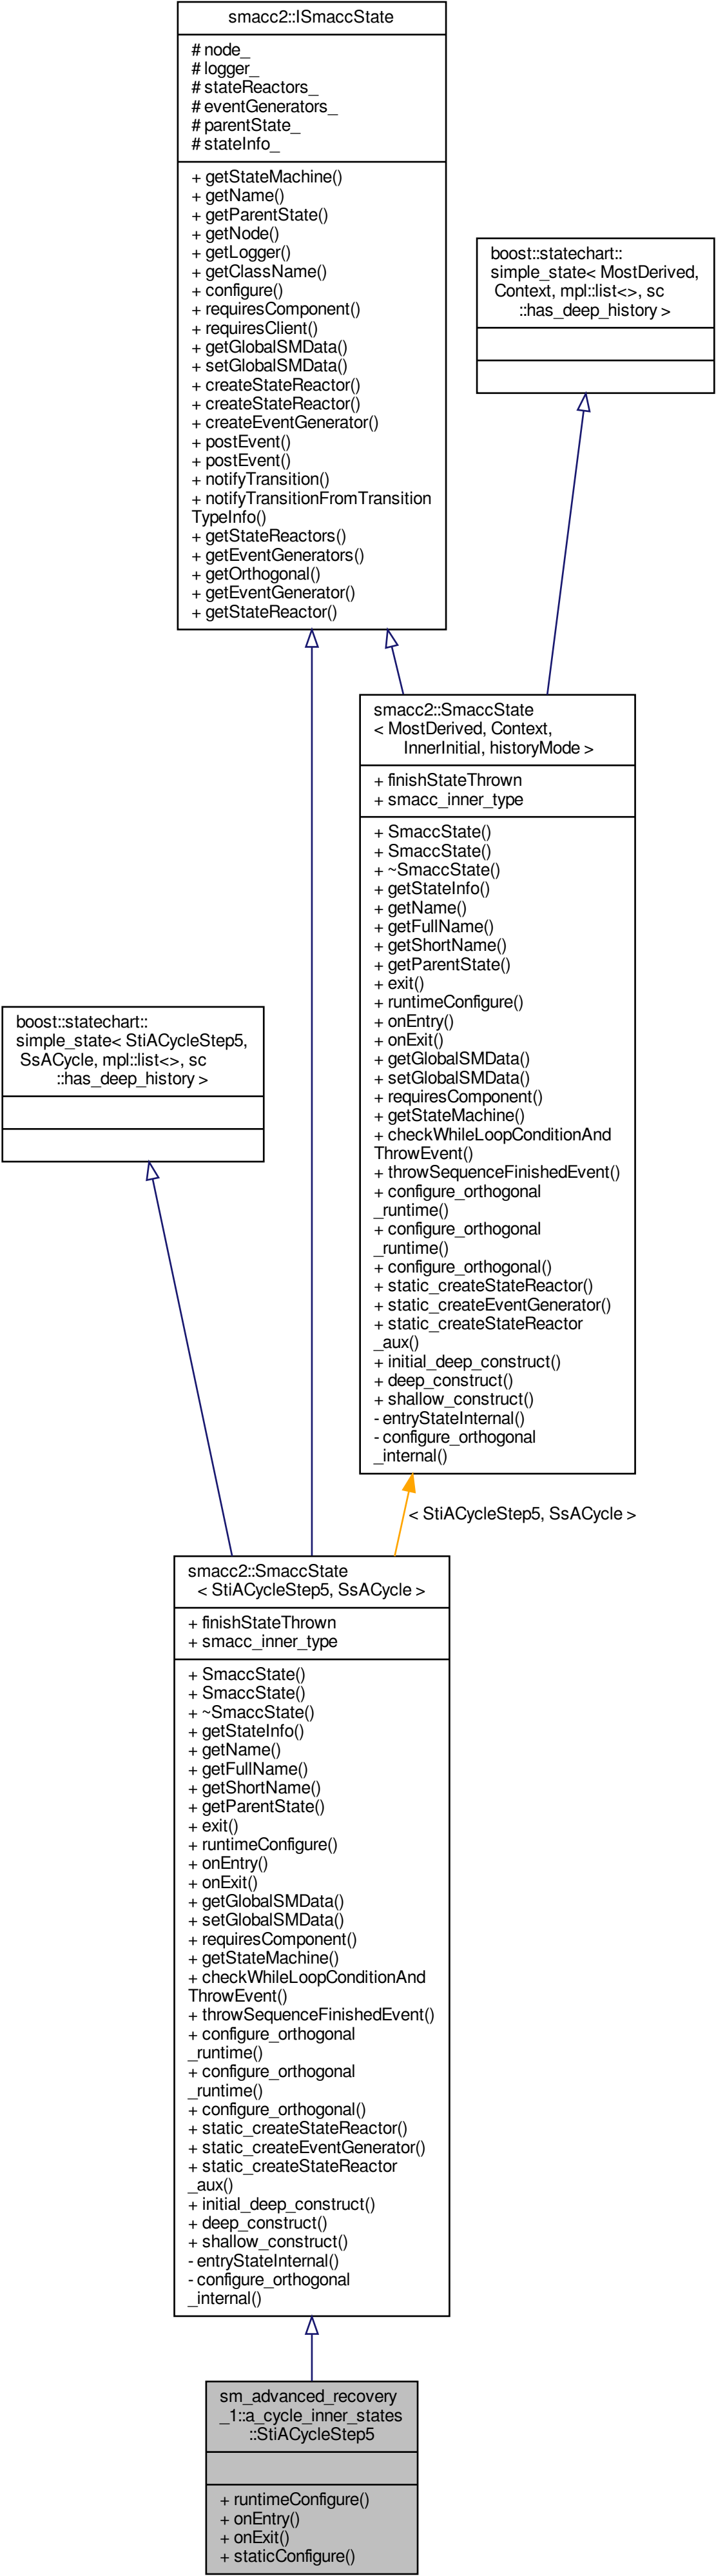 smacc2::ISmaccState
# node_
# logger_
# stateReactors_
# eventGenerators_
# parentState_
# stateInfo_
+ getStateMachine()
+ getName()
+ getParentState()
+ getNode()
+ getLogger()
+ getClassName()
+ configure()
+ requiresComponent()
+ requiresClient()
+ getGlobalSMData()
+ setGlobalSMData()
+ createStateReactor()
+ createStateReactor()
+ createEventGenerator()
+ postEvent()
+ postEvent()
+ notifyTransition()
+ notifyTransitionFromTransition
TypeInfo()
+ getStateReactors()
+ getEventGenerators()
+ getOrthogonal()
+ getEventGenerator()
+ getStateReactor()
boost::statechart::
simple_state< MostDerived,
Context, mpl::list<>, sc
::has_deep_history >
smacc2::SmaccState
< MostDerived, Context,
InnerInitial, historyMode >
+ finishStateThrown
+ smacc_inner_type
+ SmaccState()
+ SmaccState()
+ ~SmaccState()
+ getStateInfo()
+ getName()
+ getFullName()
+ getShortName()
+ getParentState()
+ exit()
+ runtimeConfigure()
+ onEntry()
+ onExit()
+ getGlobalSMData()
+ setGlobalSMData()
+ requiresComponent()
+ getStateMachine()
+ checkWhileLoopConditionAnd
ThrowEvent()
+ throwSequenceFinishedEvent()
+ configure_orthogonal
_runtime()
+ configure_orthogonal
_runtime()
+ configure_orthogonal()
+ static_createStateReactor()
+ static_createEventGenerator()
+ static_createStateReactor
_aux()
+ initial_deep_construct()
+ deep_construct()
+ shallow_construct()
- entryStateInternal()
- configure_orthogonal
_internal()
boost::statechart::
simple_state< StiACycleStep5,
SsACycle, mpl::list<>, sc
::has_deep_history >
< StiACycleStep5, SsACycle >
smacc2::SmaccState
< StiACycleStep5, SsACycle >
+ finishStateThrown
+ smacc_inner_type
+ SmaccState()
+ SmaccState()
+ ~SmaccState()
+ getStateInfo()
+ getName()
+ getFullName()
+ getShortName()
+ getParentState()
+ exit()
+ runtimeConfigure()
+ onEntry()
+ onExit()
+ getGlobalSMData()
+ setGlobalSMData()
+ requiresComponent()
+ getStateMachine()
+ checkWhileLoopConditionAnd
ThrowEvent()
+ throwSequenceFinishedEvent()
+ configure_orthogonal
_runtime()
+ configure_orthogonal
_runtime()
+ configure_orthogonal()
+ static_createStateReactor()
+ static_createEventGenerator()
+ static_createStateReactor
_aux()
+ initial_deep_construct()
+ deep_construct()
+ shallow_construct()
- entryStateInternal()
- configure_orthogonal
_internal()
sm_advanced_recovery
_1::a_cycle_inner_states
::StiACycleStep5
+ runtimeConfigure()
+ onEntry()
+ onExit()
+ staticConfigure()